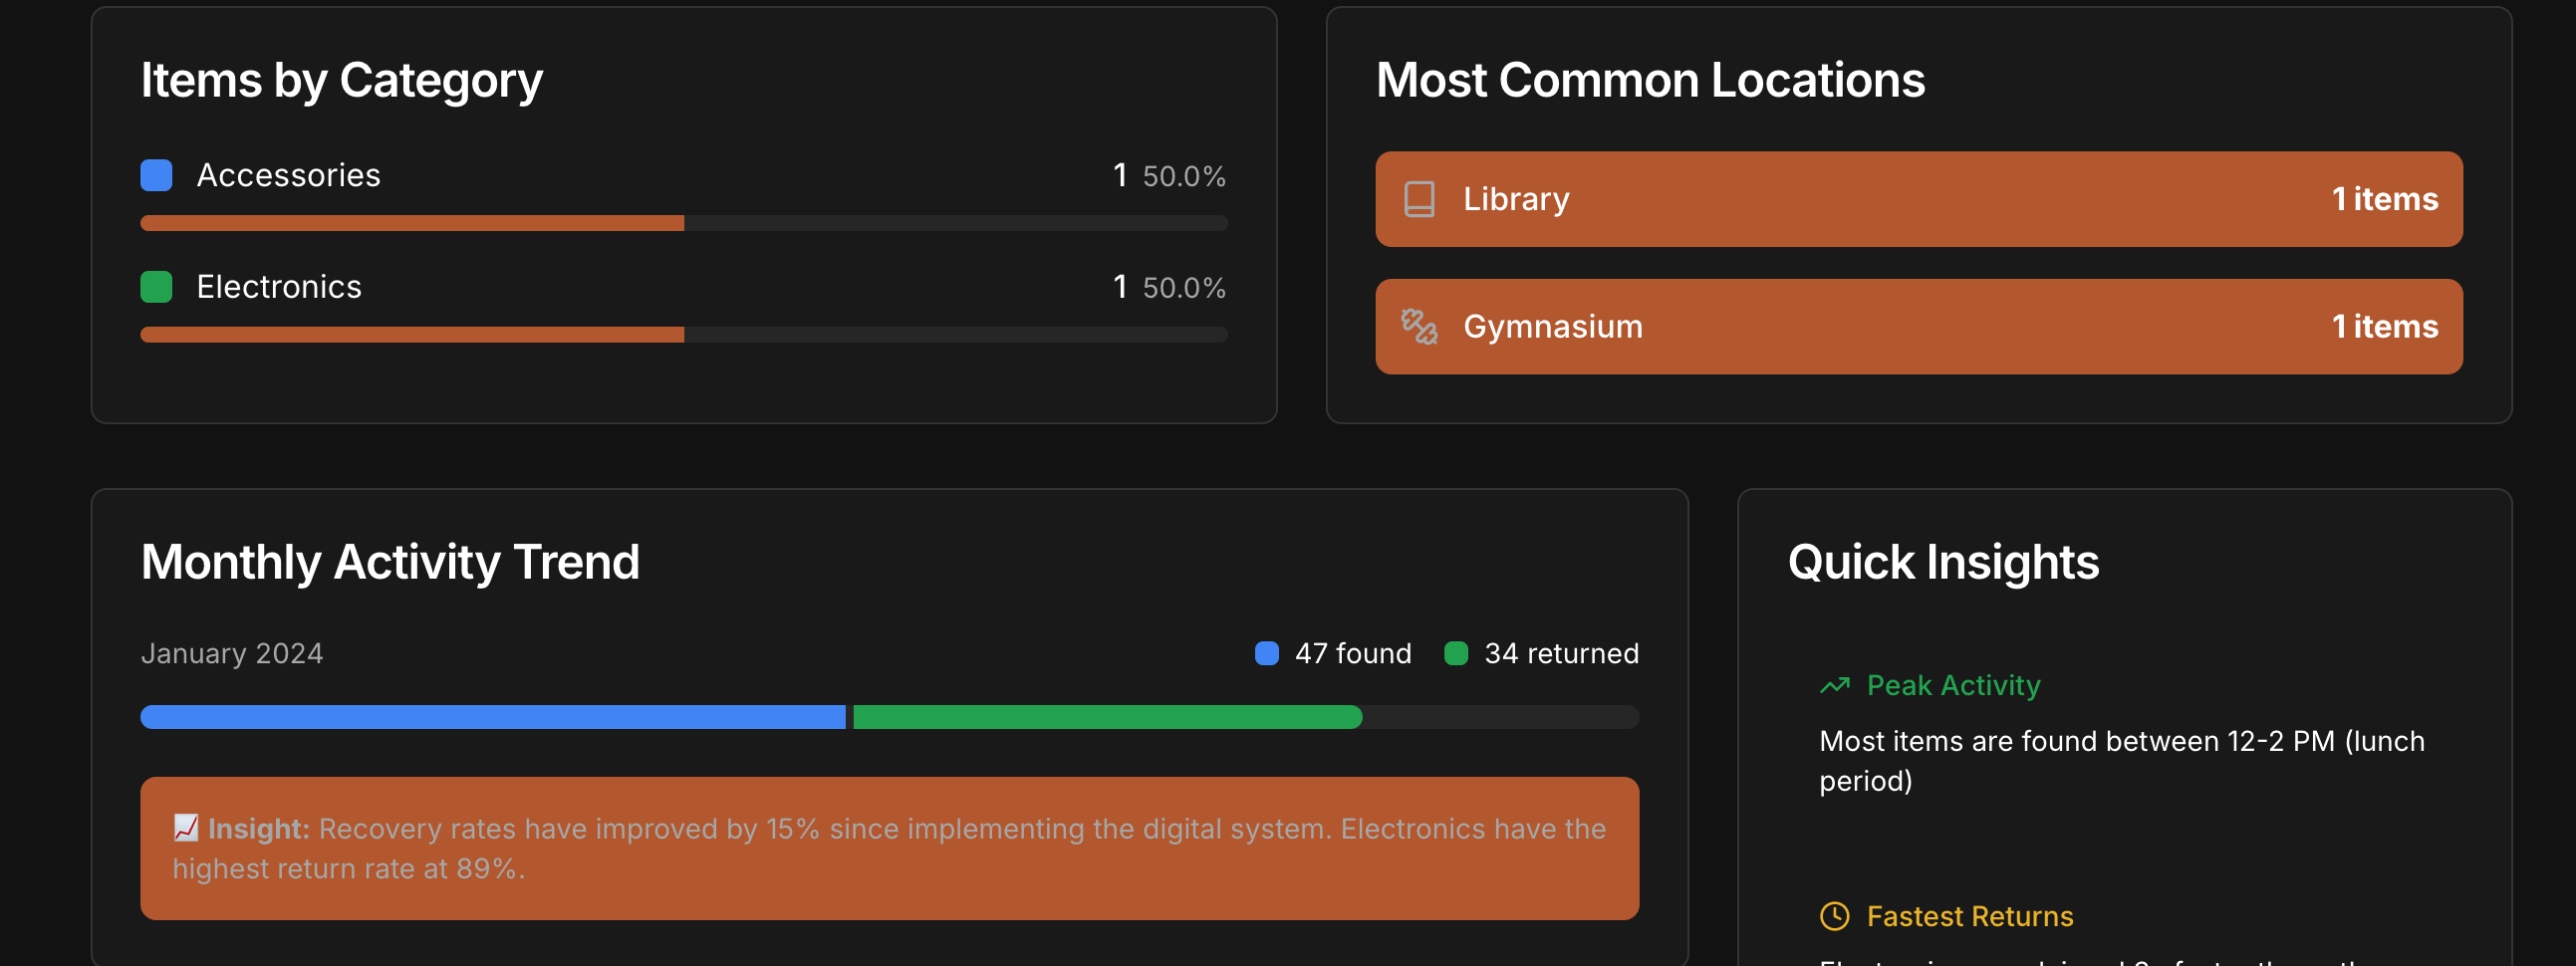 Items by Category
Accessories 1 50.0%
Electronics 1 50.0%
Most Common Locations
Library 1 items
Gymnasium 1 items
Monthly Activity Trend
January 2024 47 found 34 returned
Insight: Recovery rates have improved by 15% since implementing the digital system. Electronics have the
highest return rate at 89%.
Quick Insights
Peak Activity
Most items are found between 12-2 PM (lunch
period)
Fastest Returns